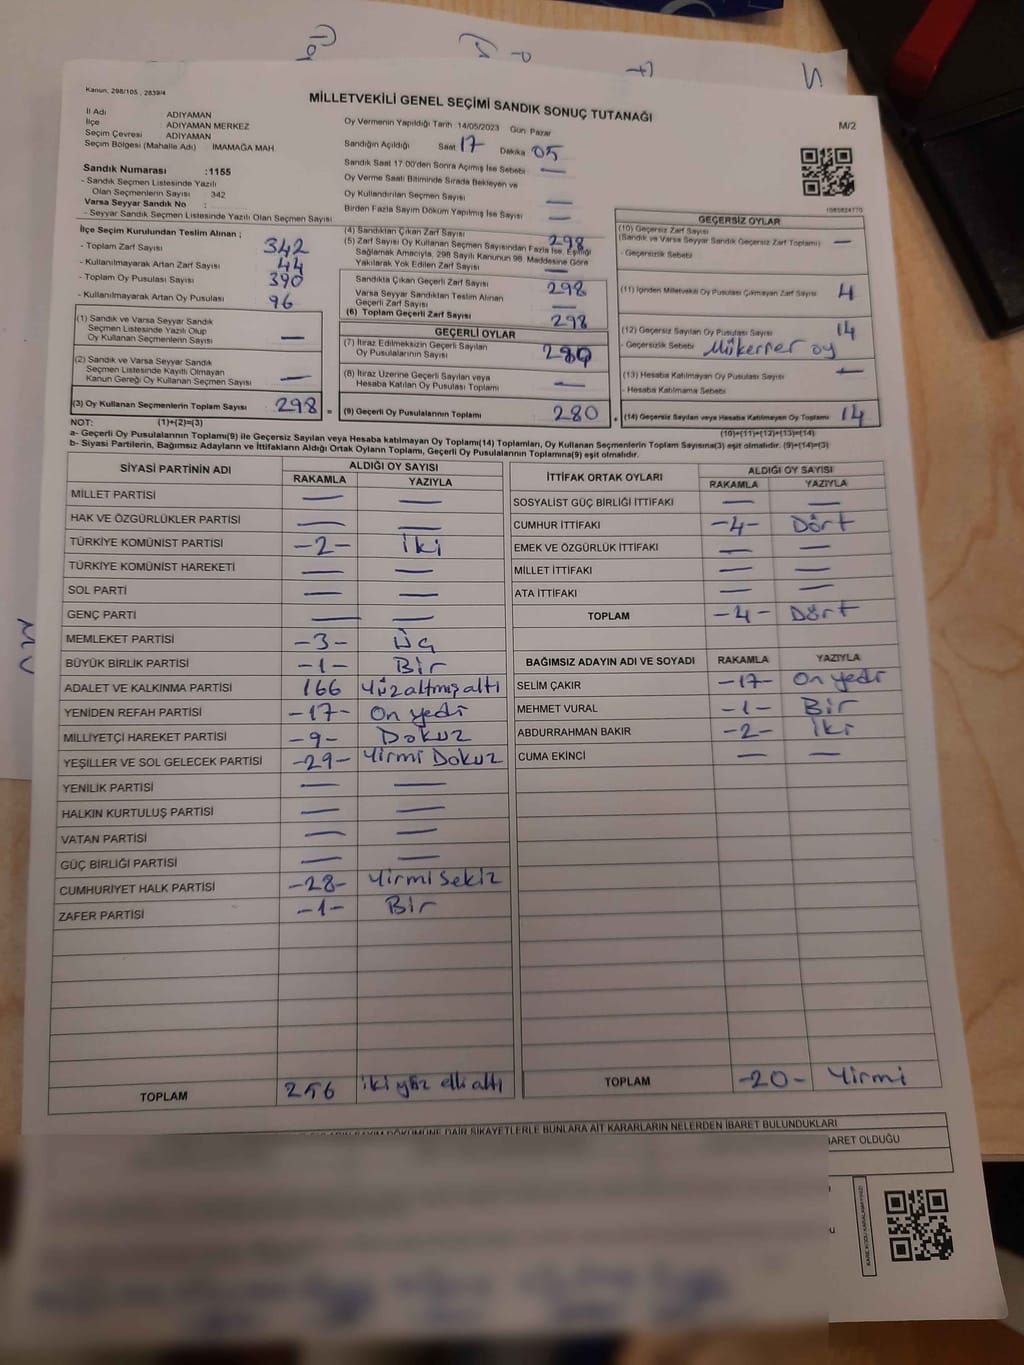 Kanun, 298/105 , 2839/4
MİLLETVEKİLİ GENEL SEÇİMİ SANDIK SONUÇ TUTANAĞI
M/2
İl Adı ADIYAMAN
İlçe ADIYAMAN MERKEZ
Seçim Çevresi ADIYAMAN
Seçim Bölgesi (Mahalle Adı) : İMAMAĞA MAH.
Sandık Numarası :1155
- Sandık Seçmen Listesinde Yazılı
Olan Seçmenlerin Sayısı : 342
Varsa Seyyar Sandık No :
- Seyyar Sandık Seçmen Listesinde Yazılı Olan Seçmen Sayısı
Oy Vermenin Yapıldığı Tarih :14/05/2023 Gün: Pazar
Sandığın Açıldığı Saat 17 Dakika 05
Sandık Saat 17:00'den Sonra Açılmış İse Sebebi —
Oy Verme Saati Bitiminde Sırada Bekleyen ve
Oy Kullandırılan Seçmen Sayısı —
Birden Fazla Sayım Döküm Yapılmış İse Sayısı —
İlçe Seçim Kurulundan Teslim Alınan ;
- Toplam Zarf Sayısı 342
- Kullanılmayarak Artan Zarf Sayısı 44
- Toplam Oy Pusulası Sayısı 390
- Kullanılmayarak Artan Oy Pusulası 96
(1) Sandık ve Varsa Seyyar Sandık
Seçmen Listesinde Yazılı Olup
Oy Kullanan Seçmenlerin Sayısı —
(2) Sandık ve Varsa Seyyar Sandık
Seçmen Listesinde Kayıtlı Olmayan
Kanun Gereği Oy Kullanan Seçmen Sayısı —
(3) Oy Kullanan Seçmenlerin Toplam Sayısı : 298 =
(1)+(2)=(3)
(4) Sandıktan Çıkan Zarf Sayısı 298
(5) Zarf Sayısı Oy Kullanan Seçmen Sayısından Fazla İse, Eşitliği
Sağlamak Amacıyla, 298 Sayılı Kanunun 98. Maddesine Göre
Yakılarak Yok Edilen Zarf Sayısı —
Sandıkta Çıkan Geçerli Zarf Sayısı 298
Varsa Seyyar Sandıktan Teslim Alınan
Geçerli Zarf Sayısı —
(6) Toplam Geçerli Zarf Sayısı 298
GEÇERLİ OYLAR
(7) İtiraz Edilmeksizin Geçerli Sayılan
Oy Pusulalarının Sayısı 280
(8) İtiraz Üzerine Geçerli Sayılan veya
Hesaba Katılan Oy Pusulası Toplamı —
(9) Geçerli Oy Pusulalarının Toplamı 280 +
1585824770
GEÇERSİZ OYLAR
(10) Geçersiz Zarf Sayısı
(Sandık ve Varsa Seyyar Sandık Geçersiz Zarf Toplamı) —
- Geçersizlik Sebebi
(11) İçinden Milletvekili Oy Pusulası Çıkmayan Zarf Sayısı 4
(12) Geçersiz Sayılan Oy Pusulası Sayısı 14
- Geçersizlik Sebebi Mükerrer oy
(13) Hesaba Katılmayan Oy Pusulası Sayısı —
- Hesaba Katılmama Sebebi
(14) Geçersiz Sayılan veya Hesaba Katılmayan Oy Toplamı 14
(10)+(11)+(12)+(13)=(14)
NOT:
a- Geçerli Oy Pusulalarının Toplamı(9) ile Geçersiz Sayılan veya Hesaba katılmayan Oy Toplamı(14) Toplamları, Oy Kullanan Seçmenlerin Toplam Sayısına(3) eşit olmalıdır. (9)+(14)=(3)
b- Siyasi Partilerin, Bağımsız Adayların ve İttifakların Aldığı Ortak Oyların Toplamı, Geçerli Oy Pusulalarının Toplamına(9) eşit olmalıdır.
SİYASİ PARTİNİN ADI ALDIĞI OY SAYISI
RAKAMLA YAZIYLA
MİLLET PARTİSİ — —
HAK VE ÖZGÜRLÜKLER PARTİSİ — —
TÜRKİYE KOMÜNİST PARTİSİ -2- İki
TÜRKİYE KOMÜNİST HAREKETİ — —
SOL PARTİ — —
GENÇ PARTİ — —
MEMLEKET PARTİSİ -3- Üç
BÜYÜK BİRLİK PARTİSİ -1- Bir
ADALET VE KALKINMA PARTİSİ 166 Yüzaltmışaltı
YENİDEN REFAH PARTİSİ -17- On yedi
MİLLİYETÇİ HAREKET PARTİSİ -9- Dokuz
YEŞİLLER VE SOL GELECEK PARTİSİ -29- Yirmi Dokuz
YENİLİK PARTİSİ — —
HALKIN KURTULUŞ PARTİSİ — —
VATAN PARTİSİ — —
GÜÇ BİRLİĞİ PARTİSİ — —
CUMHURİYET HALK PARTİSİ -28- Yirmi Sekiz
ZAFER PARTİSİ -1- Bir
TOPLAM 256 iki yüz elli altı
İTTİFAK ORTAK OYLARI ALDIĞI OY SAYISI
RAKAMLA YAZIYLA
SOSYALİST GÜÇ BİRLİĞİ İTTİFAKI — —
CUMHUR İTTİFAKI -4- Dört
EMEK VE ÖZGÜRLÜK İTTİFAKI — —
MİLLET İTTİFAKI — —
ATA İTTİFAKI — —
TOPLAM -4- Dört
BAĞIMSIZ ADAYIN ADI VE SOYADI RAKAMLA YAZIYLA
SELİM ÇAKIR -17- On yedi
MEHMET VURAL -1- Bir
ABDURRAHMAN BAKIR -2- İki
CUMA EKİNCİ — —
TOPLAM -20- Yirmi
DÖKÜMÜNE DAİR ŞİKAYETLERLE BUNLARA AİT KARARLARIN NELERDEN İBARET BULUNDUKLARI
İBARET OLDUĞU
KARE KODU KARALAMAYINIZ!